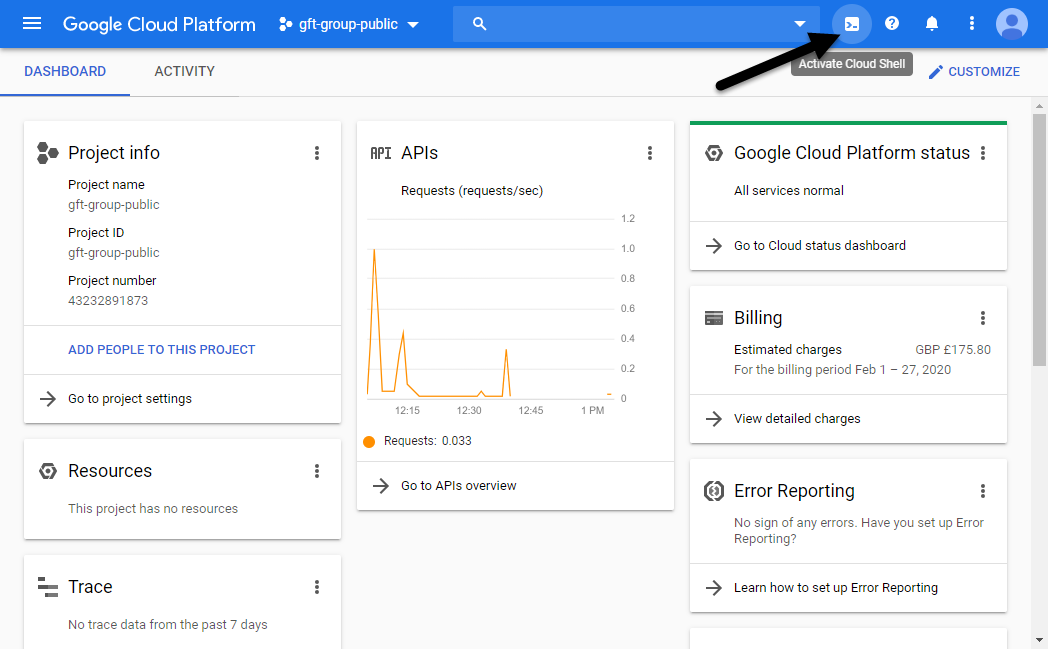 Google Cloud Platform
gft-group-public
Activate Cloud Shell
DASHBOARD
ACTIVITY
CUSTOMIZE
Project info
Project name
gft-group-public
Project ID
gft-group-public
Project number
43232891873
ADD PEOPLE TO THIS PROJECT
Go to project settings
Resources
This project has no resources
Trace
No trace data from the past 7 days
API APIs
Requests (requests/sec)
1.2
1.0
0.8
0.6
0.4
0.2
0
12:15 12:30 12:45 1 PM
Requests: 0.033
Go to APIs overview
Google Cloud Platform status
All services normal
Go to Cloud status dashboard
Billing
Estimated charges GBP £175.80
For the billing period Feb 1 – 27, 2020
View detailed charges
Error Reporting
No sign of any errors. Have you set up Error
Reporting?
Learn how to set up Error Reporting